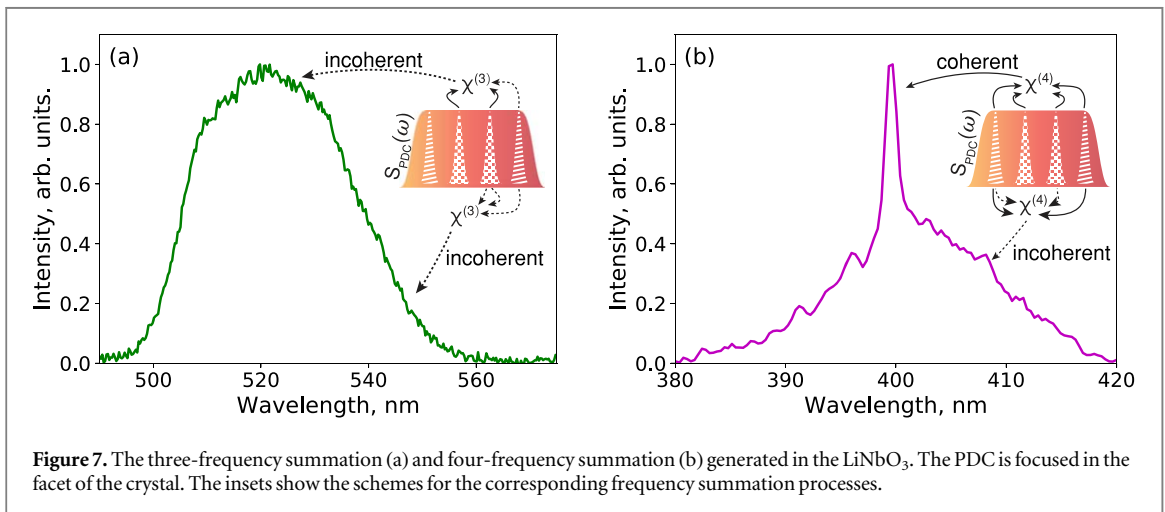 (a)
incoherent
χ(3)
S_PDC(ω)
χ(3)
incoherent
Intensity, arb. units.
1.0
0.8
0.6
0.4
0.2
0.0
500 520 540 560
Wavelength, nm
(b)
coherent
χ(4)
S_PDC(ω)
χ(4)
incoherent
Intensity, arb. units.
1.0
0.8
0.6
0.4
0.2
0.0
380 390 400 410 420
Wavelength, nm
Figure 7. The three-frequency summation (a) and four-frequency summation (b) generated in the LiNbO₃. The PDC is focused in the
facet of the crystal. The insets show the schemes for the corresponding frequency summation processes.